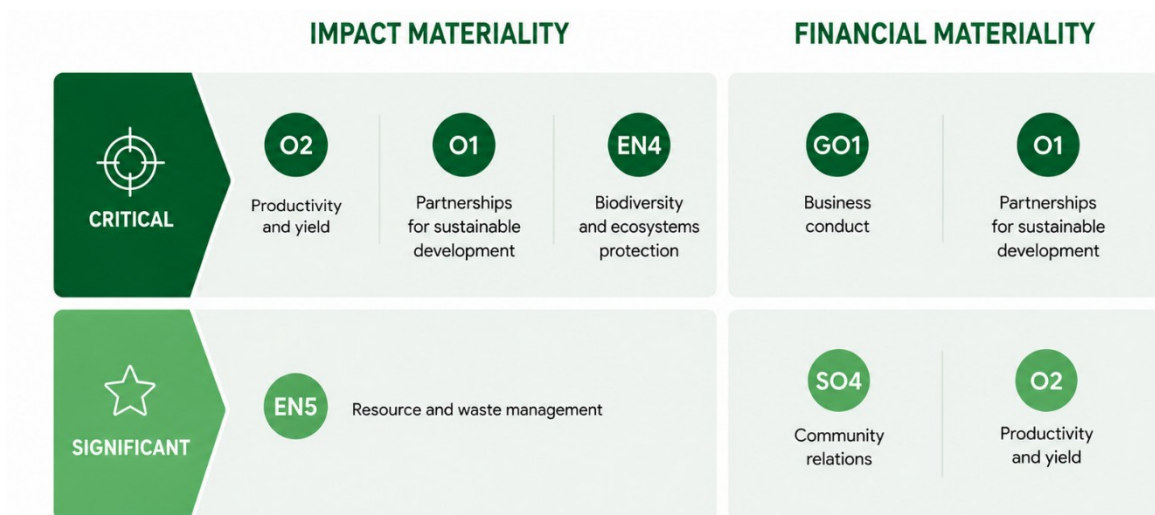 IMPACT MATERIALITY
FINANCIAL MATERIALITY
CRITICAL
O2
Productivity
and yield
O1
Partnerships
for sustainable
development
EN4
Biodiversity
and ecosystems
protection
GO1
Business
conduct
O1
Partnerships
for sustainable
development
SIGNIFICANT
EN5
Resource and waste management
SO4
Community
relations
O2
Productivity
and yield